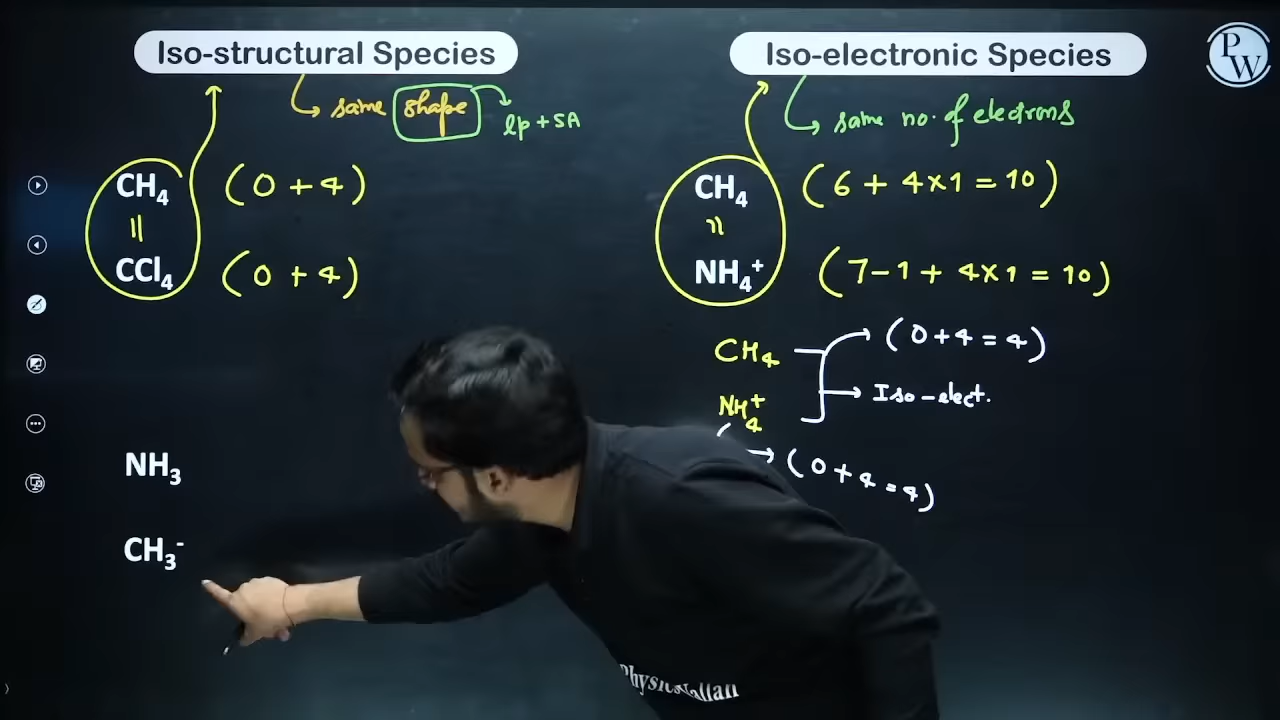 Iso-structural Species
same shape
lp + SA
CH₄ (0 + 4)
=
CCl₄ (0 + 4)
NH₃
CH₃⁻
Iso-electronic Species
PW
same no. of electrons
CH₄ (6 + 4×1 = 10)
=
NH₄⁺ (7-1 + 4×1 = 10)
CH₄ (0+4 = 4)
Iso-elect.
NH₄⁺
(0+4=4)